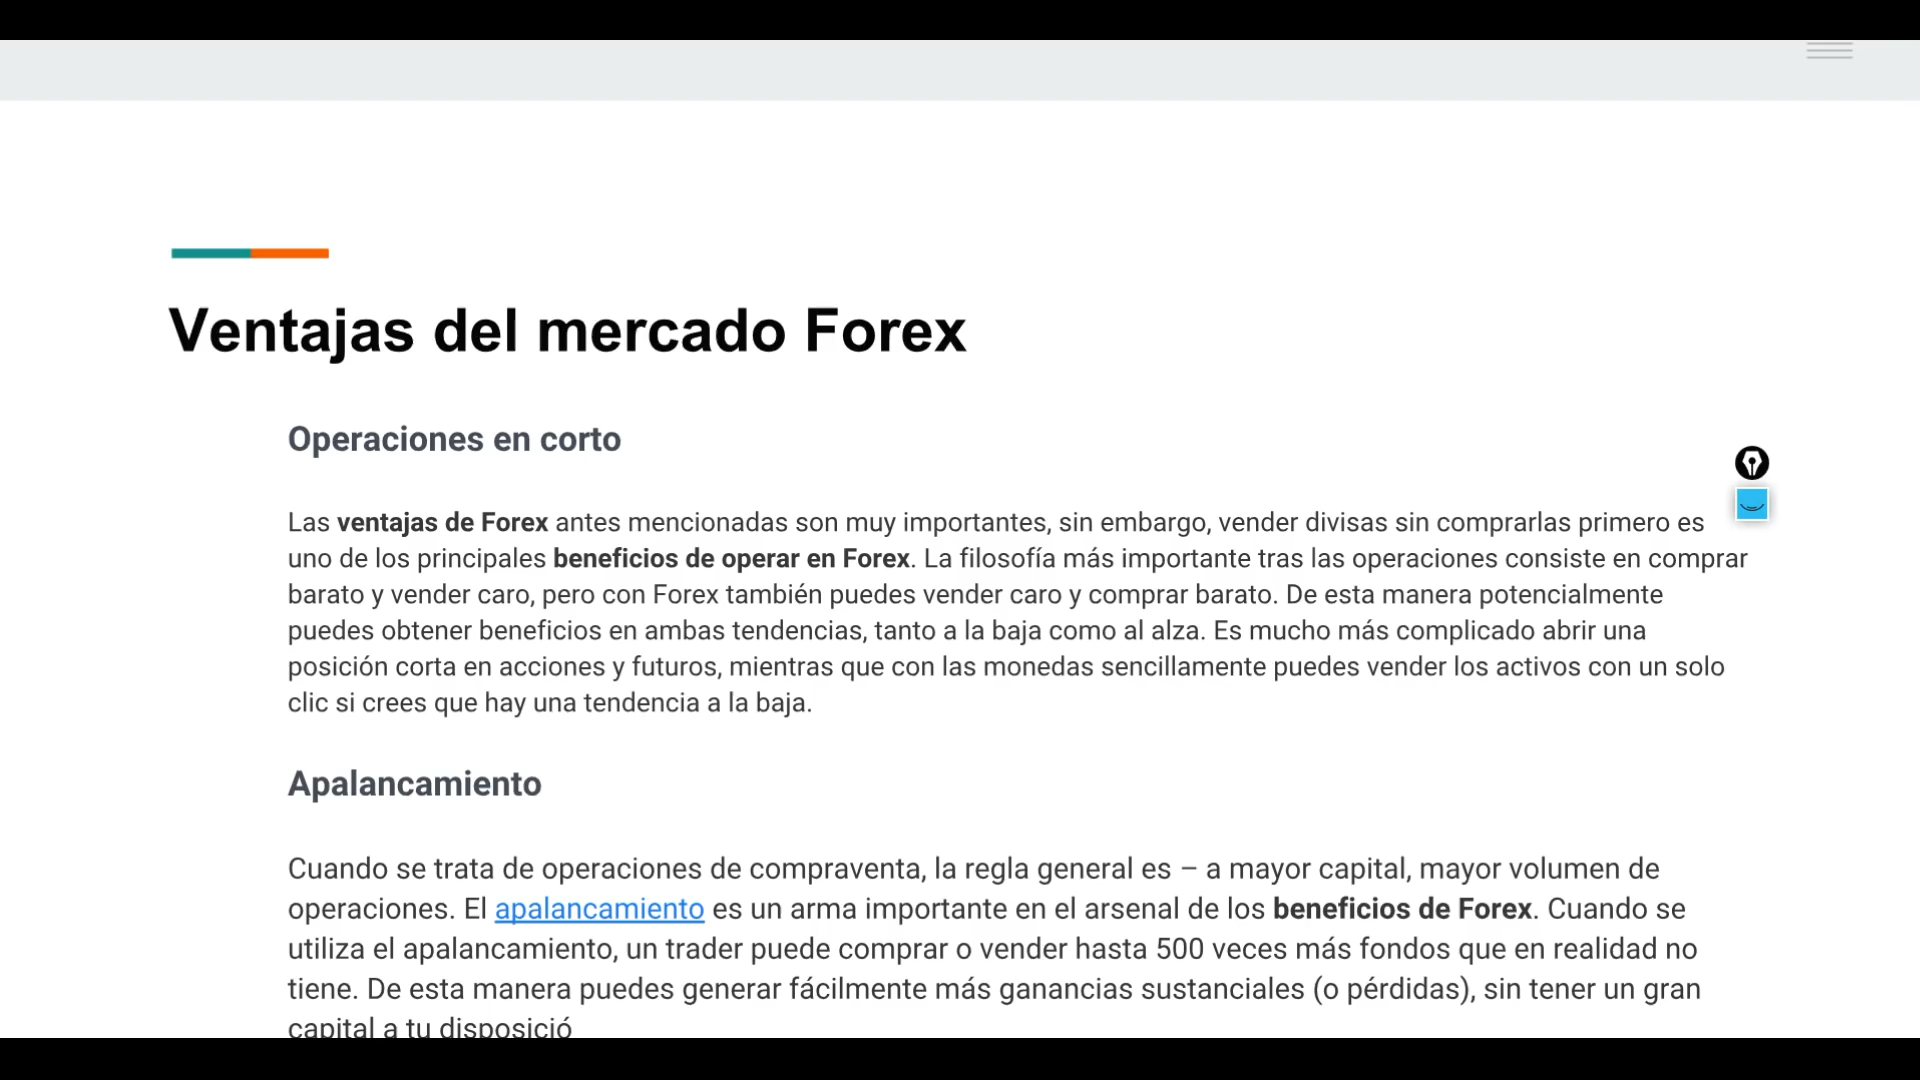 Ventajas del mercado Forex
Operaciones en corto
Las ventajas de Forex antes mencionadas son muy importantes, sin embargo, vender divisas sin comprarlas primero es
uno de los principales beneficios de operar en Forex. La filosofía más importante tras las operaciones consiste en comprar
barato y vender caro, pero con Forex también puedes vender caro y comprar barato. De esta manera potencialmente
puedes obtener beneficios en ambas tendencias, tanto a la baja como al alza. Es mucho más complicado abrir una
posición corta en acciones y futuros, mientras que con las monedas sencillamente puedes vender los activos con un solo
clic si crees que hay una tendencia a la baja.
Apalancamiento
Cuando se trata de operaciones de compraventa, la regla general es – a mayor capital, mayor volumen de
operaciones. El apalancamiento es un arma importante en el arsenal de los beneficios de Forex. Cuando se
utiliza el apalancamiento, un trader puede comprar o vender hasta 500 veces más fondos que en realidad no
tiene. De esta manera puedes generar fácilmente más ganancias sustanciales (o pérdidas), sin tener un gran
capital a tu disposició